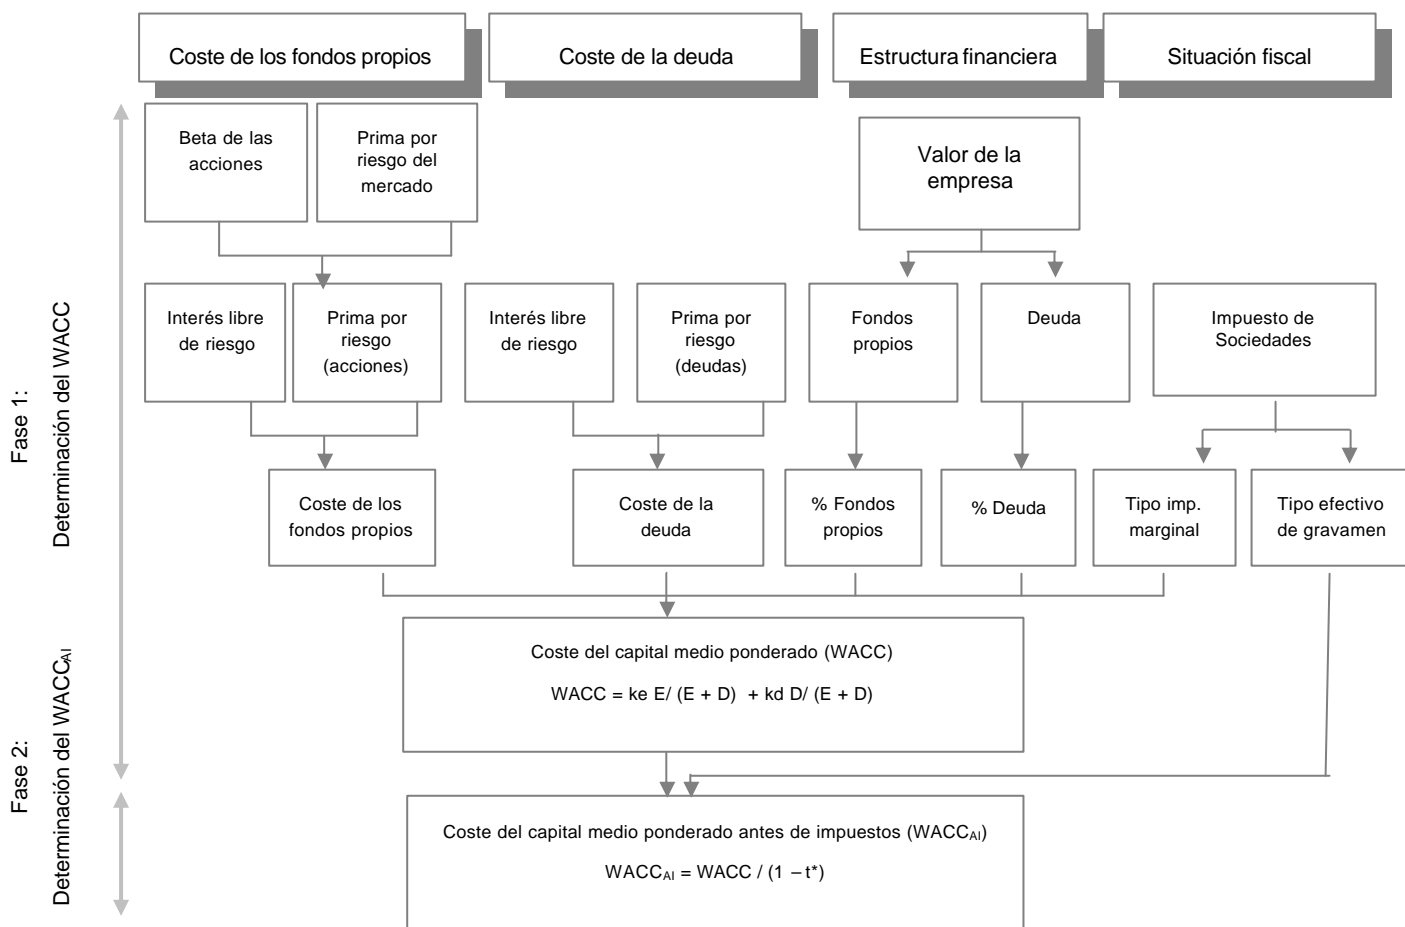 Coste de los fondos propios
Coste de la deuda
Estructura financiera
Situación fiscal
Beta de las
acciones
Prima por
riesgo del
mercado
Valor de la
empresa
Interés libre
de riesgo
Prima por
riesgo
(acciones)
Interés libre
de riesgo
Prima por
riesgo
(deudas)
Fondos
propios
Deuda
Impuesto de
Sociedades
Fase 1:
Determinación del WACC
Coste de los
fondos propios
Coste de la
deuda
% Fondos
propios
% Deuda
Tipo imp.
marginal
Tipo efectivo
de gravamen
Coste del capital medio ponderado (WACC)
WACC = ke E/ (E + D) + kd D/ (E + D)
Fase 2:
Determinación del WACCAI
Coste del capital medio ponderado antes de impuestos (WACCAI)
WACCAI = WACC / (1 – t*)